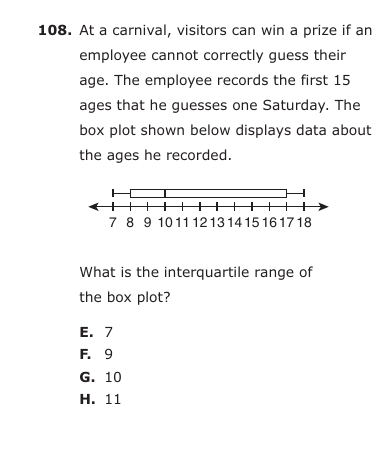 108. At a carnival, visitors can win a prize if an
employee cannot correctly guess their
age. The employee records the first 15
ages that he guesses one Saturday. The
box plot shown below displays data about
the ages he recorded.
7 8 9 10 11 12 13 14 15 16 17 18
What is the interquartile range of
the box plot?
E. 7
F. 9
G. 10
H. 11